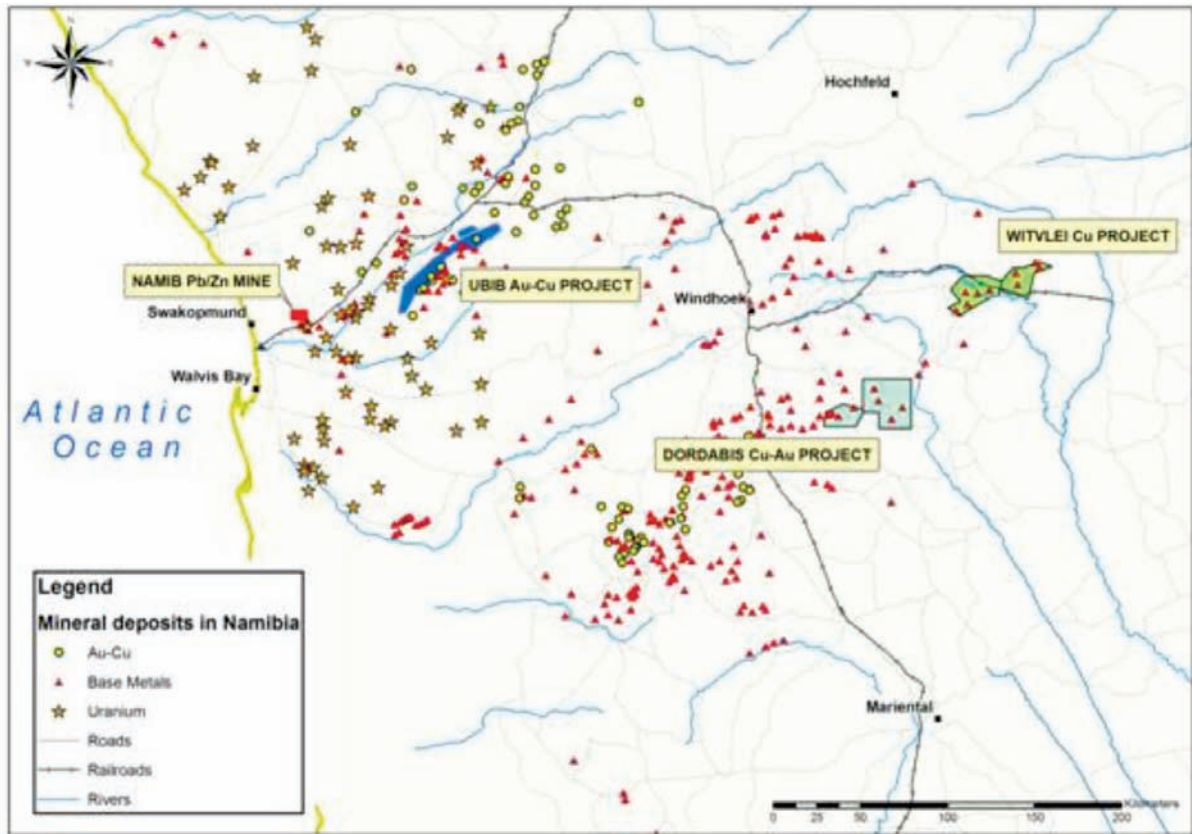 N
Hochfeld
WITVLEI Cu PROJECT
NAMIB Pb/Zn MINE
UBIB Au-Cu PROJECT
Windhoek
Swakopmund
Walvis Bay
Atlantic
Ocean
DORDABIS Cu-Au PROJECT
Legend
Mineral deposits in Namibia
Au-Cu
Base Metals
Uranium
Roads
Railroads
Rivers
Mariental
Kilometers
0 25 50 100 150 200